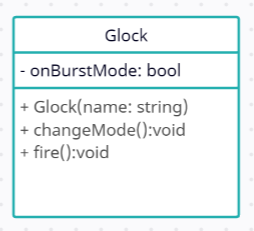 Glock
- onBurstMode: bool
+ Glock(name: string)
+ changeMode():void
+ fire():void